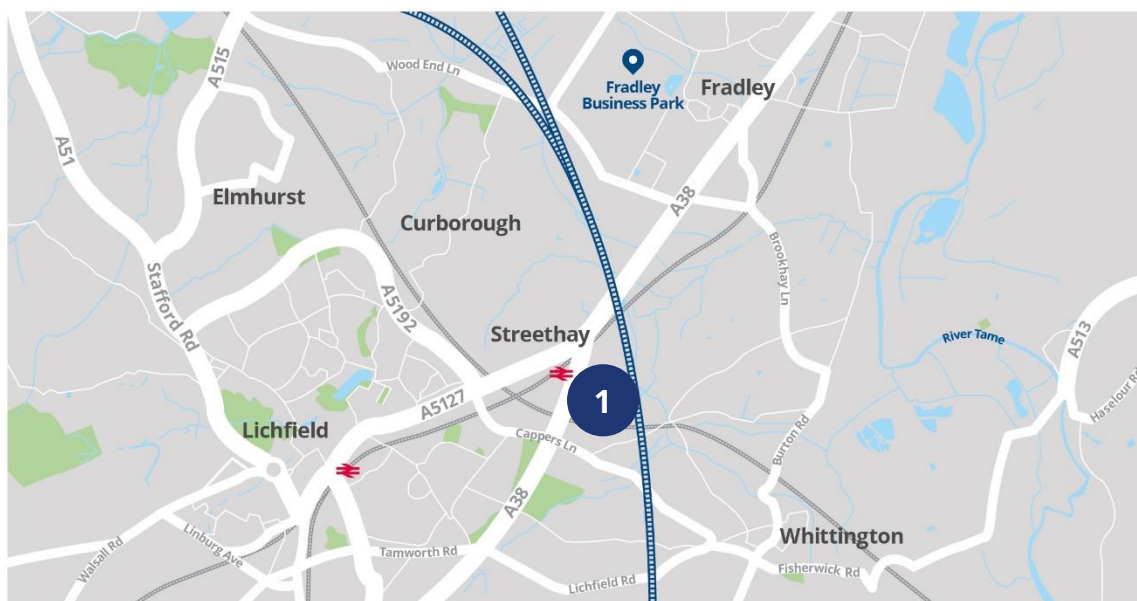 A515
Wood End Ln
Fradley
Business Park
Fradley
A51
A38
Elmhurst
Curborough
Brookhay Ln
Stafford Rd
A5192
Streethay
River Tame
A513
Haselour Rd
1
A5127
Lichfield
Cappers Ln
Burton Rd
A38
Whittington
Walsall Rd
Linburg Ave
Tamworth Rd
Lichfield Rd
Fisherwick Rd